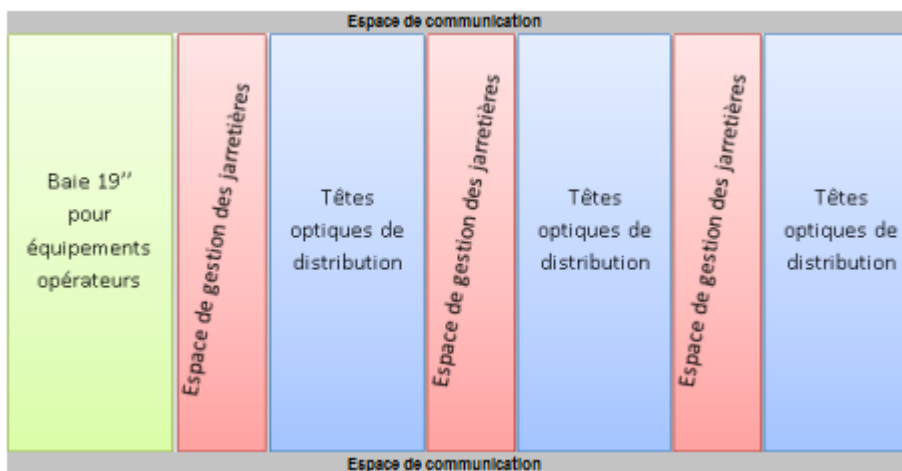 Espace de communication
Baie 19’’
pour
équipements
opérateurs
Espace de gestion des jarretières
Têtes
optiques de
distribution
Espace de gestion des jarretières
Têtes
optiques de
distribution
Espace de gestion des jarretières
Têtes
optiques de
distribution
Espace de communication